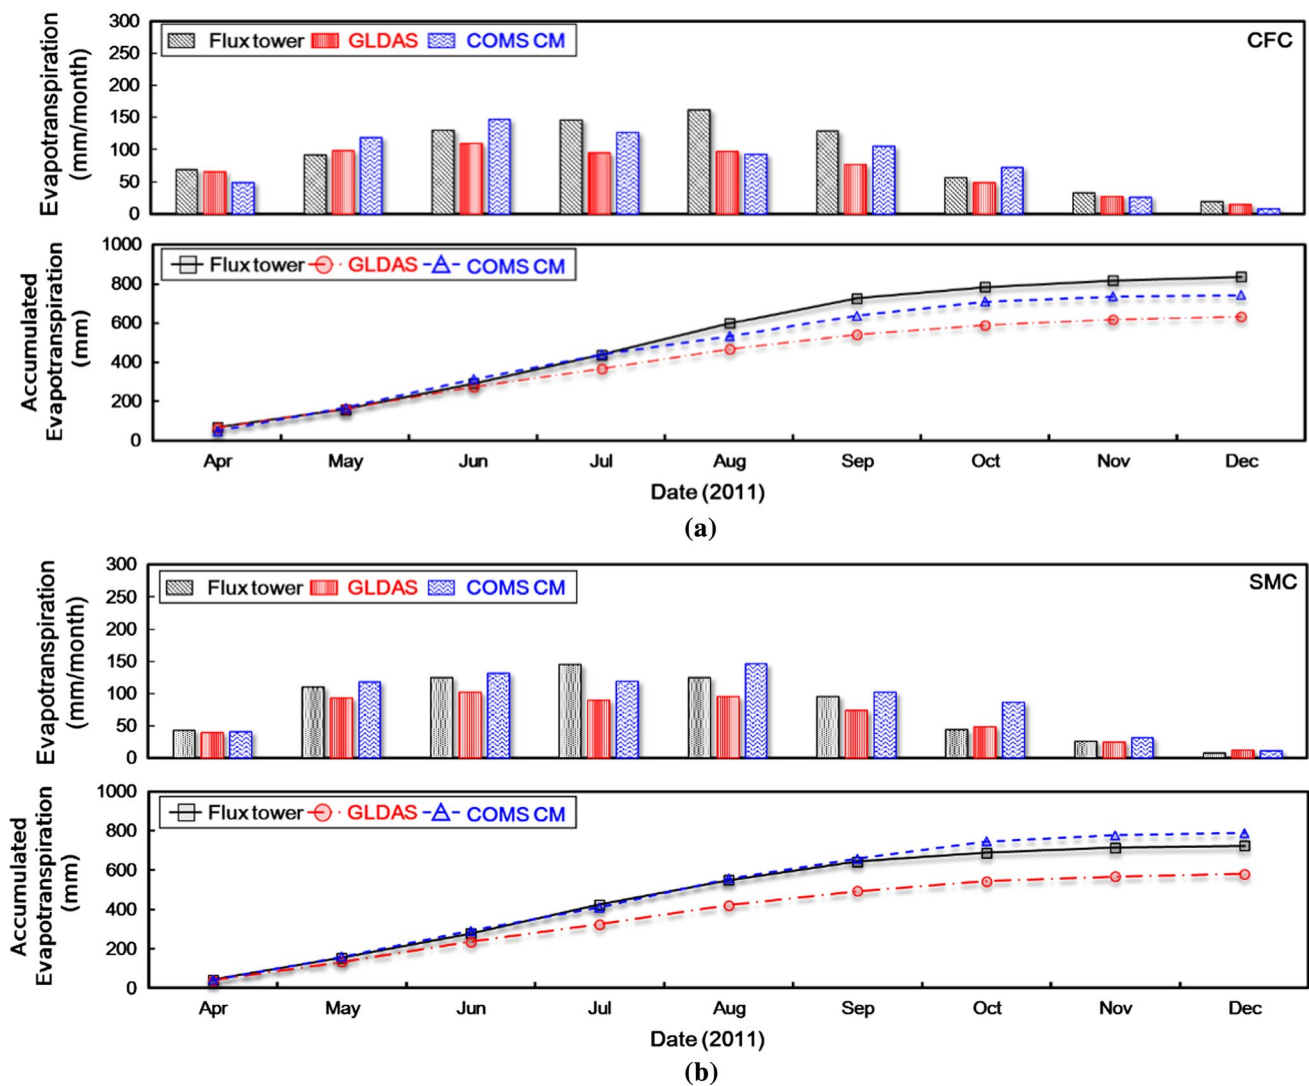 300
250
200
150
100
50
0
Evapotranspiration
(mm/month)
Flux tower GLDAS COMS CM
CFC
1000
800
600
400
200
0
Accumulated
Evapotranspiration
(mm)
Flux tower GLDAS COMS CM
Apr May Jun Jul Aug Sep Oct Nov Dec
Date (2011)
(a)
300
250
200
150
100
50
0
Evapotranspiration
(mm/month)
Flux tower GLDAS COMS CM
SMC
1000
800
600
400
200
0
Accumulated
Evapotranspiration
(mm)
Flux tower GLDAS COMS CM
Apr May Jun Jul Aug Sep Oct Nov Dec
Date (2011)
(b)